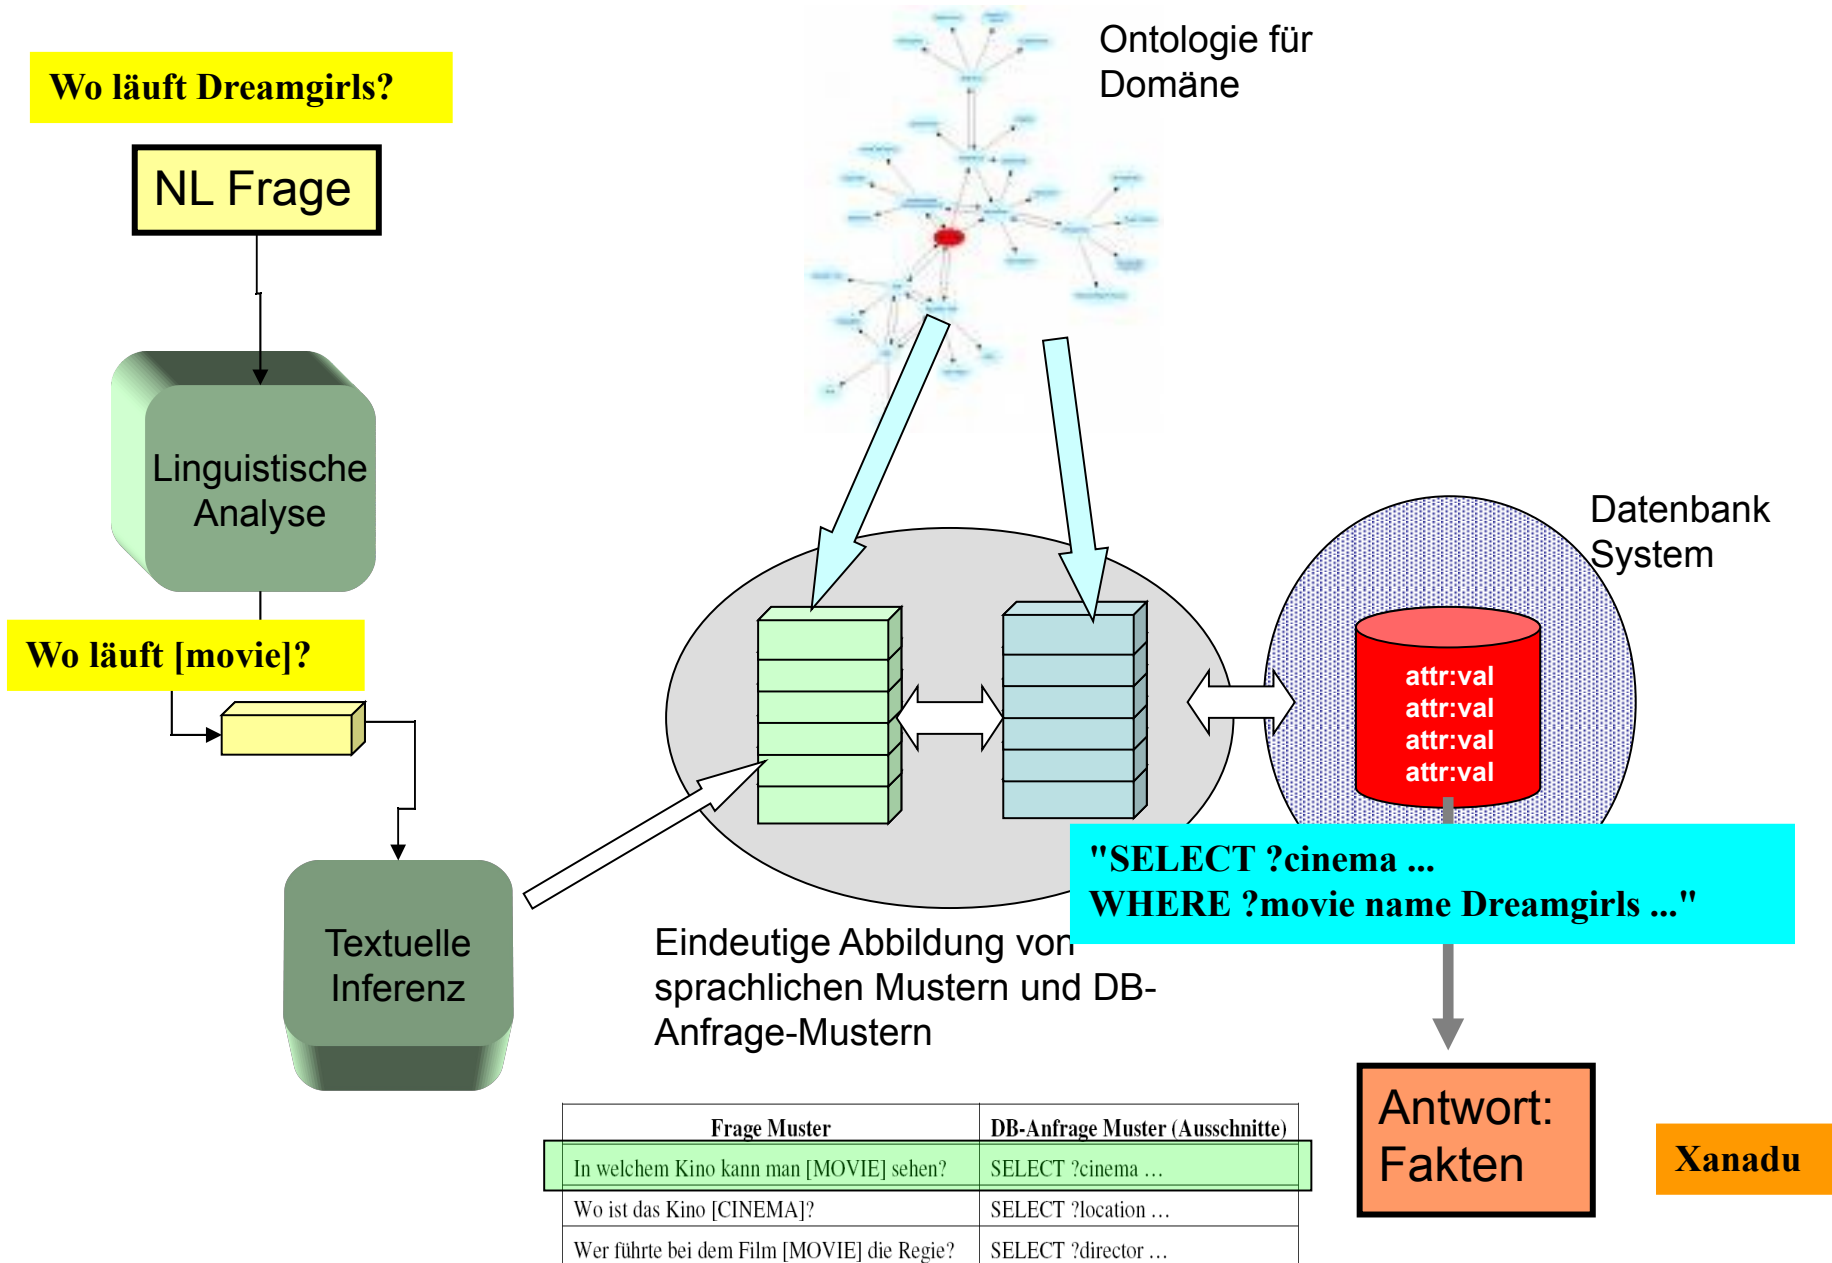 Wo läuft Dreamgirls?
NL Frage
Ontologie für
Domäne
Linguistische
Analyse
Wo läuft [movie]?
Textuelle
Inferenz
Datenbank
System
attr:val
attr:val
attr:val
attr:val
"SELECT ?cinema ...
WHERE ?movie name Dreamgirls ..."
Eindeutige Abbildung von
sprachlichen Mustern und DB-
Anfrage-Mustern
Antwort:
Fakten
Xanadu
Frage Muster DB-Anfrage Muster (Ausschnitte)
In welchem Kino kann man [MOVIE] sehen? SELECT ?cinema …
Wo ist das Kino [CINEMA]? SELECT ?location …
Wer führte bei dem Film [MOVIE] die Regie? SELECT ?director …